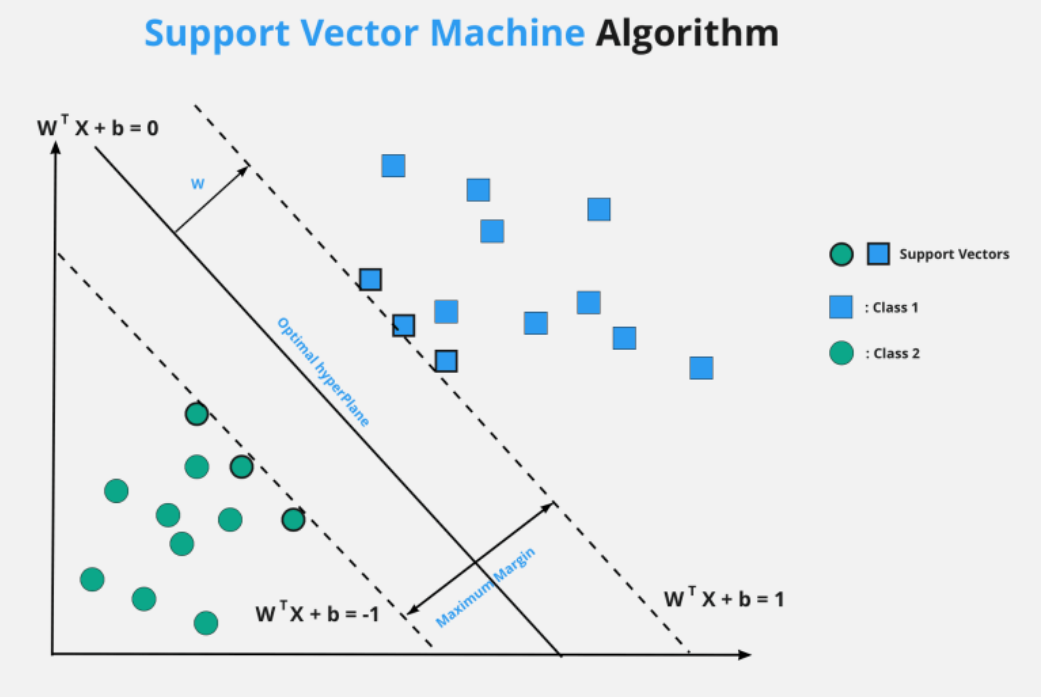 Support Vector Machine Algorithm
W^T X + b = 0
W
Optimal hyperPlane
Support Vectors
: Class 1
: Class 2
Maximum Margin
W^T X + b = -1
W^T X + b = 1